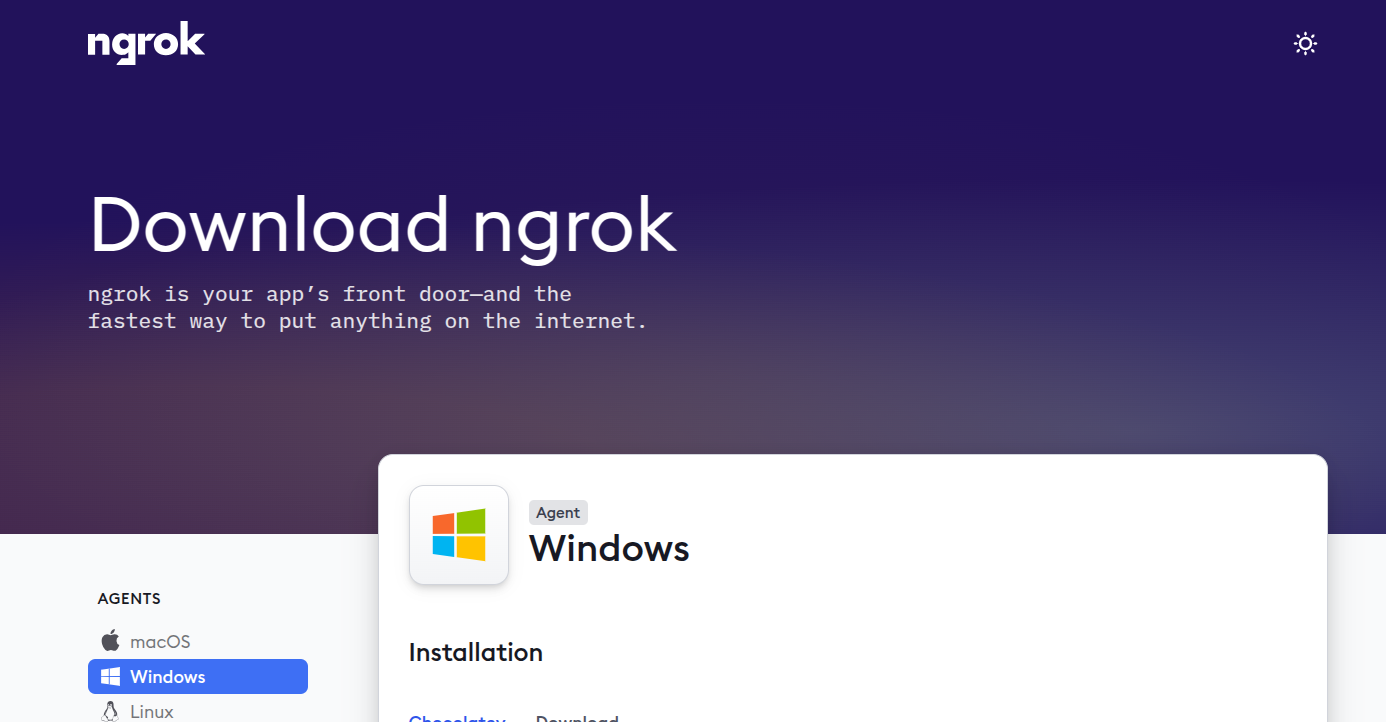 ngrok
Download ngrok
ngrok is your app’s front door—and the
fastest way to put anything on the internet.
Agent
Windows
AGENTS
macOS
Windows
Linux
Installation
Chocolatey
Download